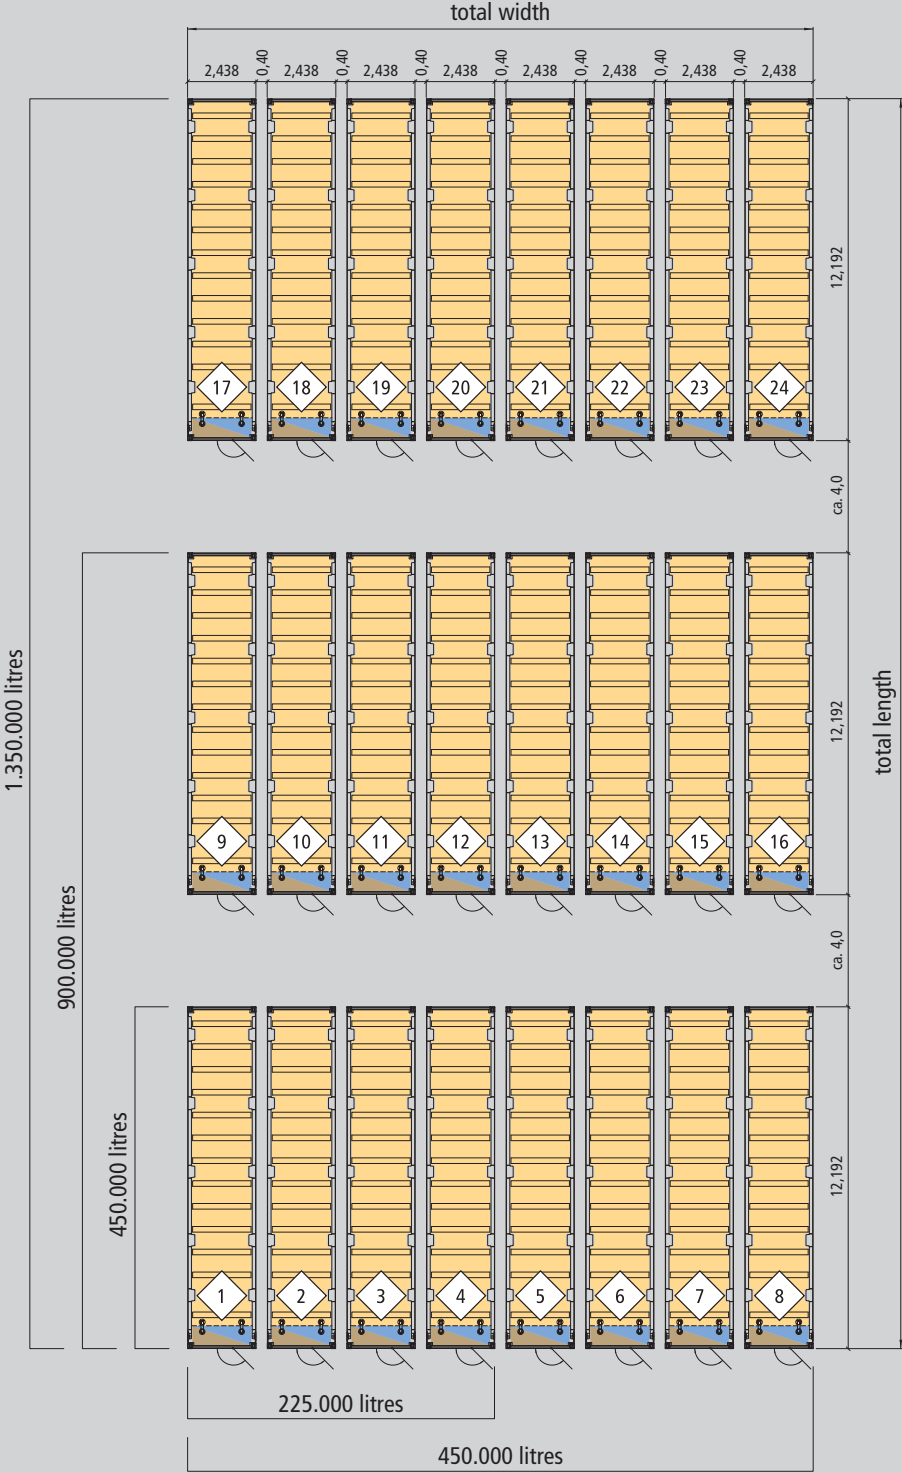 total width
2,438 0,40 2,438 0,40 2,438 0,40 2,438 0,40 2,438 0,40 2,438 0,40 2,438 0,40 2,438
12,192
17 18 19 20 21 22 23 24
ca. 4,0
1.350.000 litres
12,192
total length
9 10 11 12 13 14 15 16
900.000 litres
ca. 4,0
450.000 litres
12,192
1 2 3 4 5 6 7 8
225.000 litres
450.000 litres